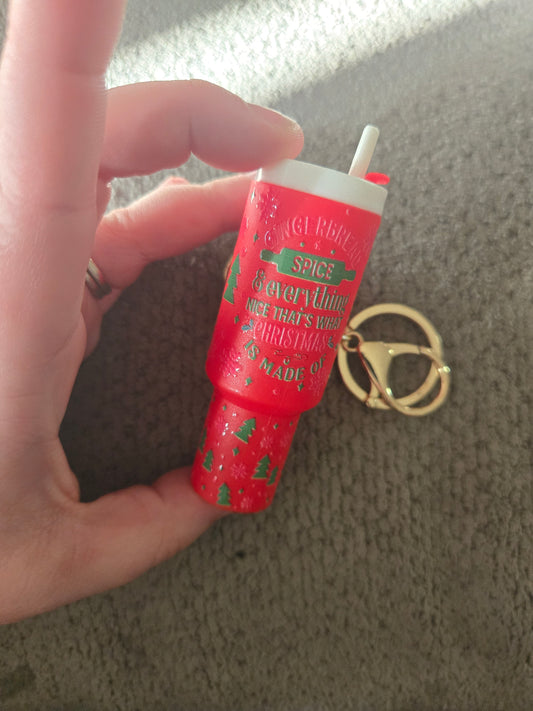 GINGERBREAD
SPICE
& everything
NICE THAT'S WHAT
CHRISTMAS
IS MADE OF